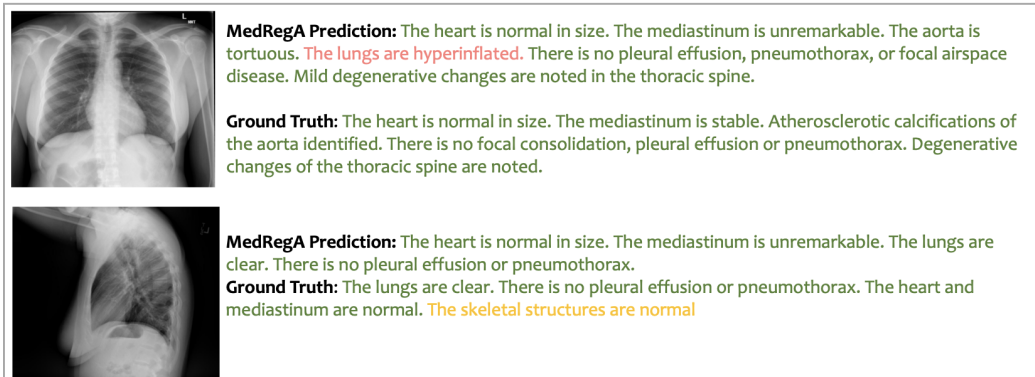 L
MedRegA Prediction: The heart is normal in size. The mediastinum is unremarkable. The aorta is
tortuous. The lungs are hyperinflated. There is no pleural effusion, pneumothorax, or focal airspace
disease. Mild degenerative changes are noted in the thoracic spine.
Ground Truth: The heart is normal in size. The mediastinum is stable. Atherosclerotic calcifications of
the aorta identified. There is no focal consolidation, pleural effusion or pneumothorax. Degenerative
changes of the thoracic spine are noted.
MedRegA Prediction: The heart is normal in size. The mediastinum is unremarkable. The lungs are
clear. There is no pleural effusion or pneumothorax.
Ground Truth: The lungs are clear. There is no pleural effusion or pneumothorax. The heart and
mediastinum are normal. The skeletal structures are normal